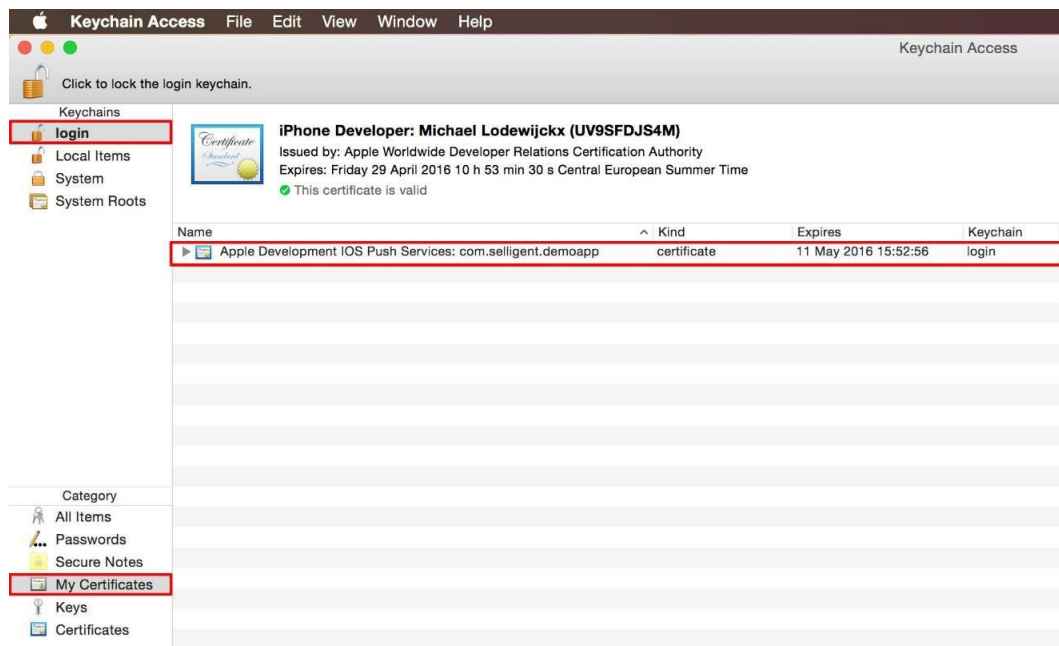 Keychain Access File Edit View Window Help
Keychain Access
Click to lock the login keychain.
Keychains
login
Local Items
System
System Roots
Certificate
Standard
iPhone Developer: Michael Lodewijckx (UV9SFDJS4M)
Issued by: Apple Worldwide Developer Relations Certification Authority
Expires: Friday 29 April 2016 10 h 53 min 30 s Central European Summer Time
This certificate is valid
Name Kind Expires Keychain
Apple Development IOS Push Services: com.selligent.demoapp certificate 11 May 2016 15:52:56 login
Category
All Items
Passwords
Secure Notes
My Certificates
Keys
Certificates